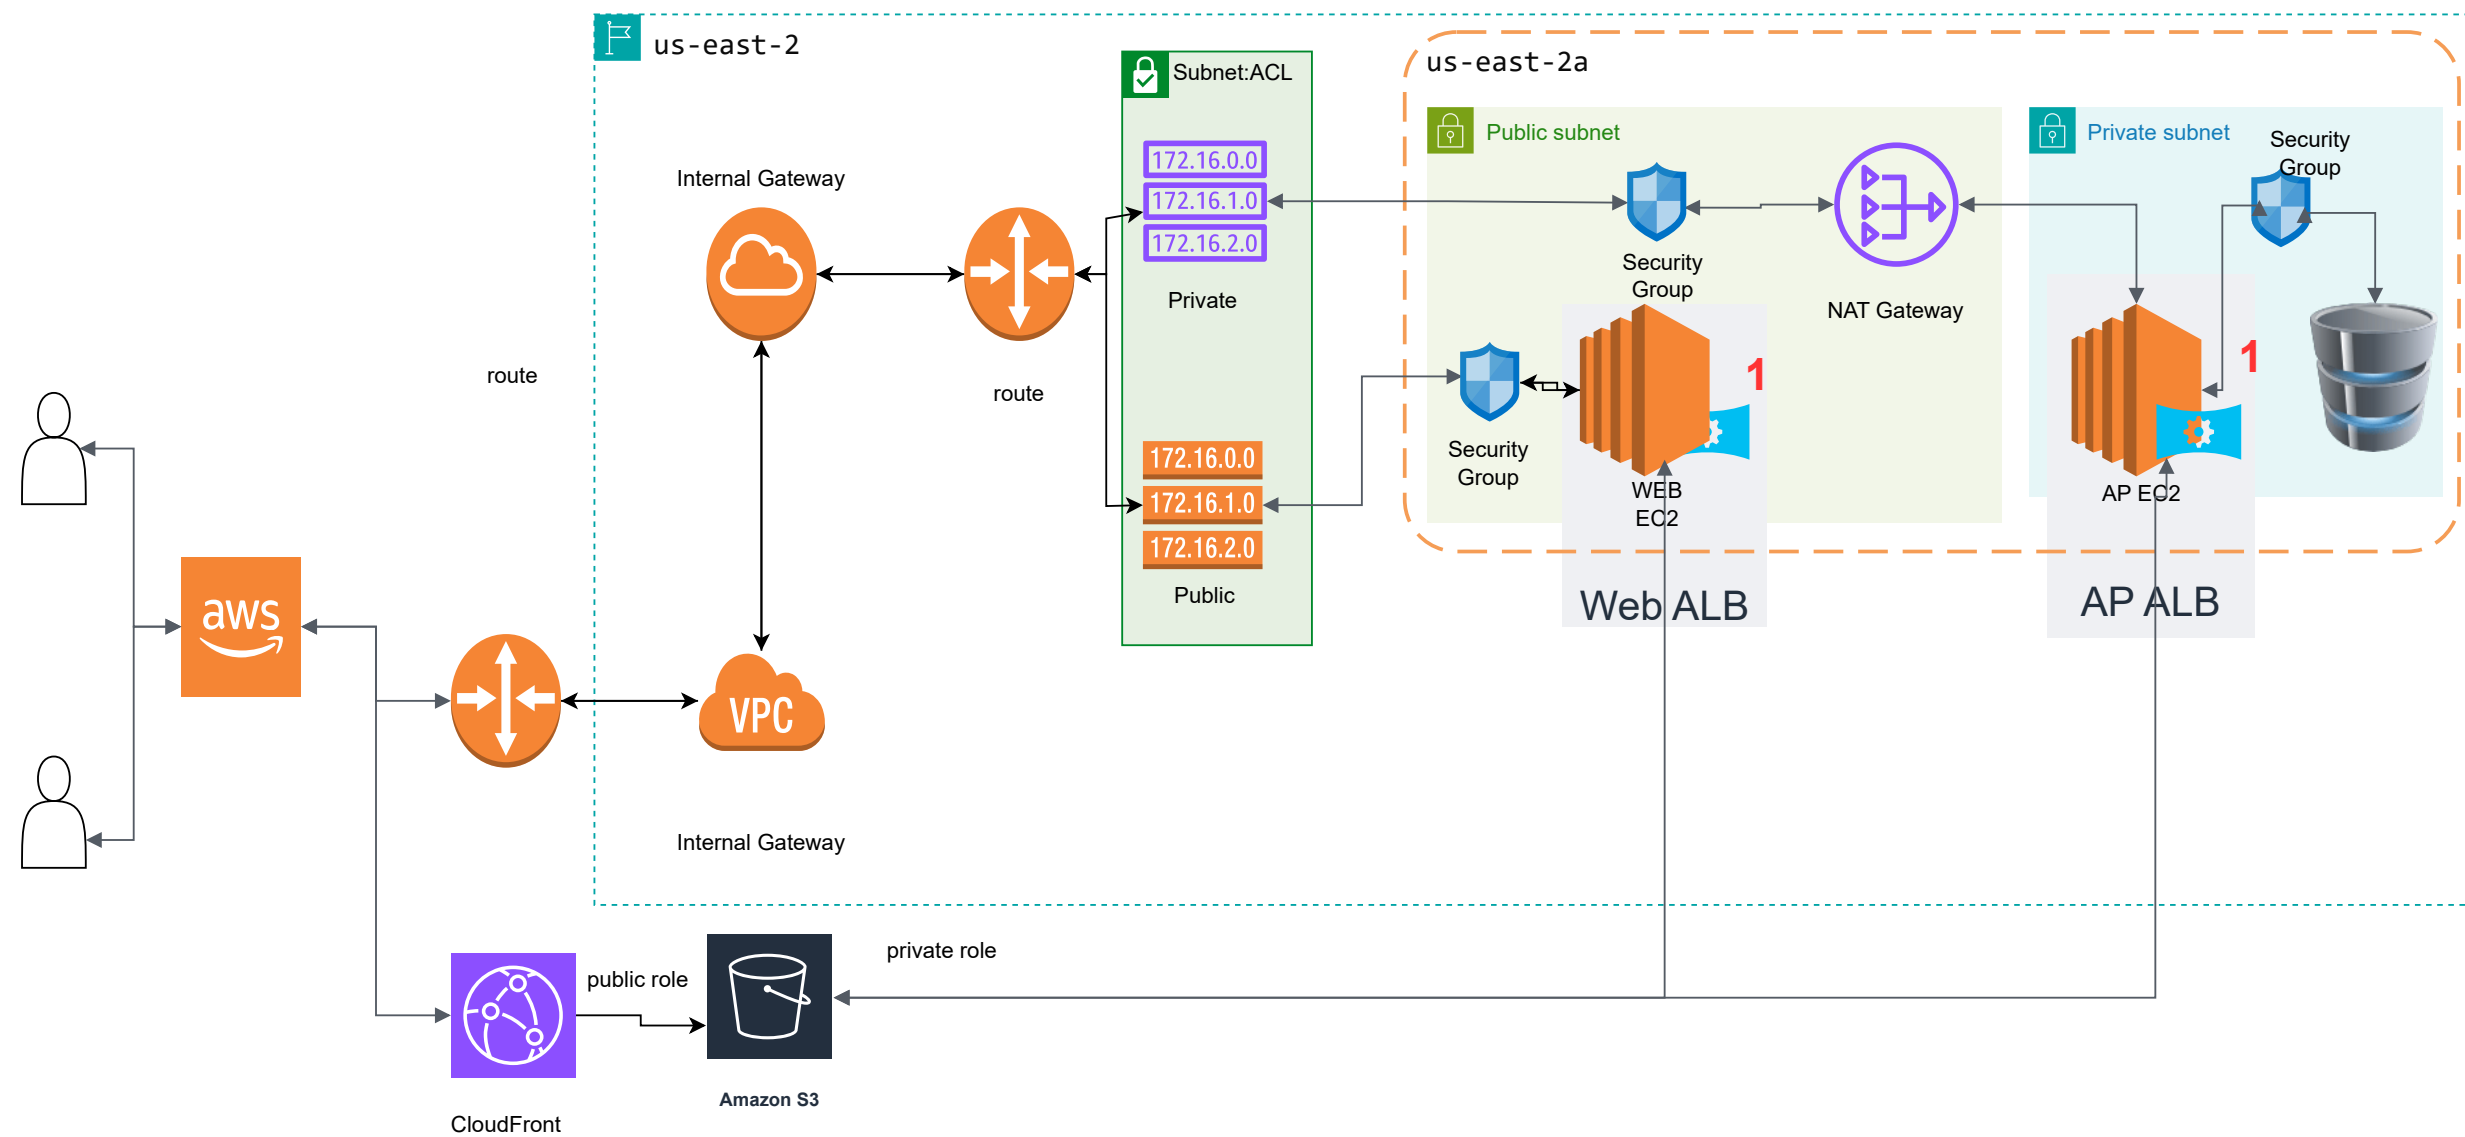 us-east-2
us-east-2a
Subnet:ACL
Public subnet
Private subnet
Security
Group
172.16.0.0
172.16.1.0
172.16.2.0
Internal Gateway
Security
Group
Private
NAT Gateway
route
route
1
1
Security
Group
172.16.0.0
172.16.1.0
172.16.2.0
WEB
EC2
AP EC2
Public
Web ALB
AP ALB
aws
VPC
Internal Gateway
private role
public role
Amazon S3
CloudFront